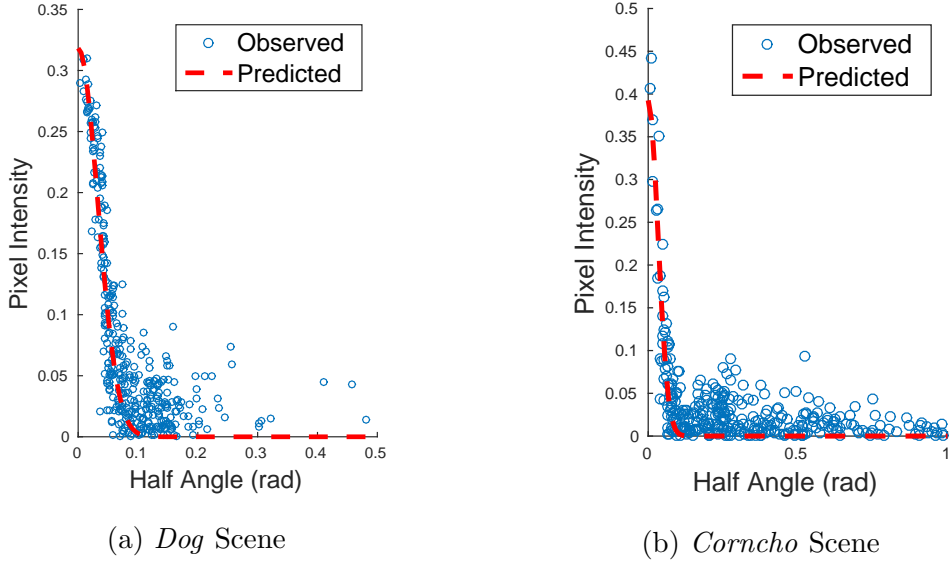 0.35
0.3
0.25
0.2
0.15
0.1
0.05
0
0 0.1 0.2 0.3 0.4 0.5
Pixel Intensity
Half Angle (rad)
Observed
Predicted
(a) Dog Scene
0.5
0.45
0.4
0.35
0.3
0.25
0.2
0.15
0.1
0.05
0
0 0.5 1
Pixel Intensity
Half Angle (rad)
Observed
Predicted
(b) Corncho Scene